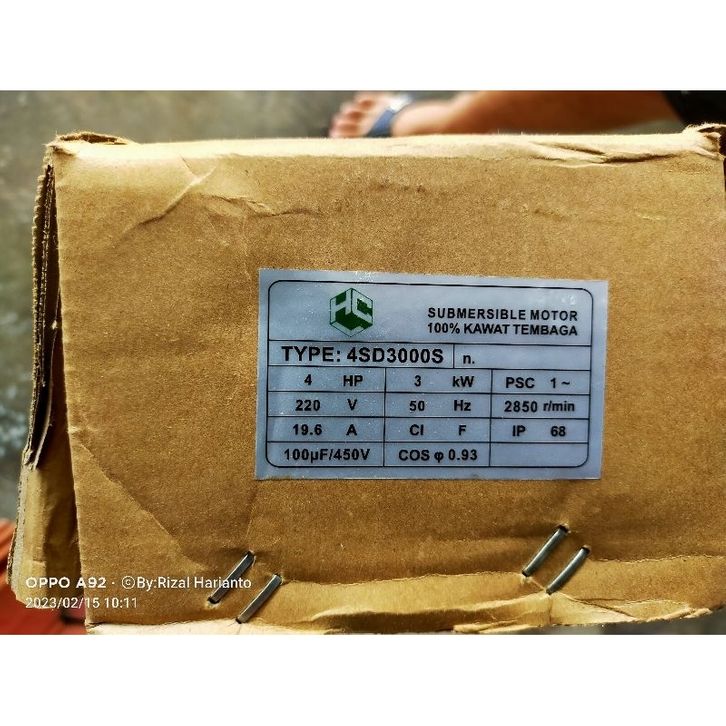 HC
SUBMERSIBLE MOTOR
100% KAWAT TEMBAGA
TYPE: 4SD3000S n.
4 HP 3 kW PSC 1~
220 V 50 Hz 2850 r/min
19.6 A Cl F IP 68
100μF/450V COS φ 0.93
OPPO A92 · ©By:Rizal Harianto
2023/02/15 10:11